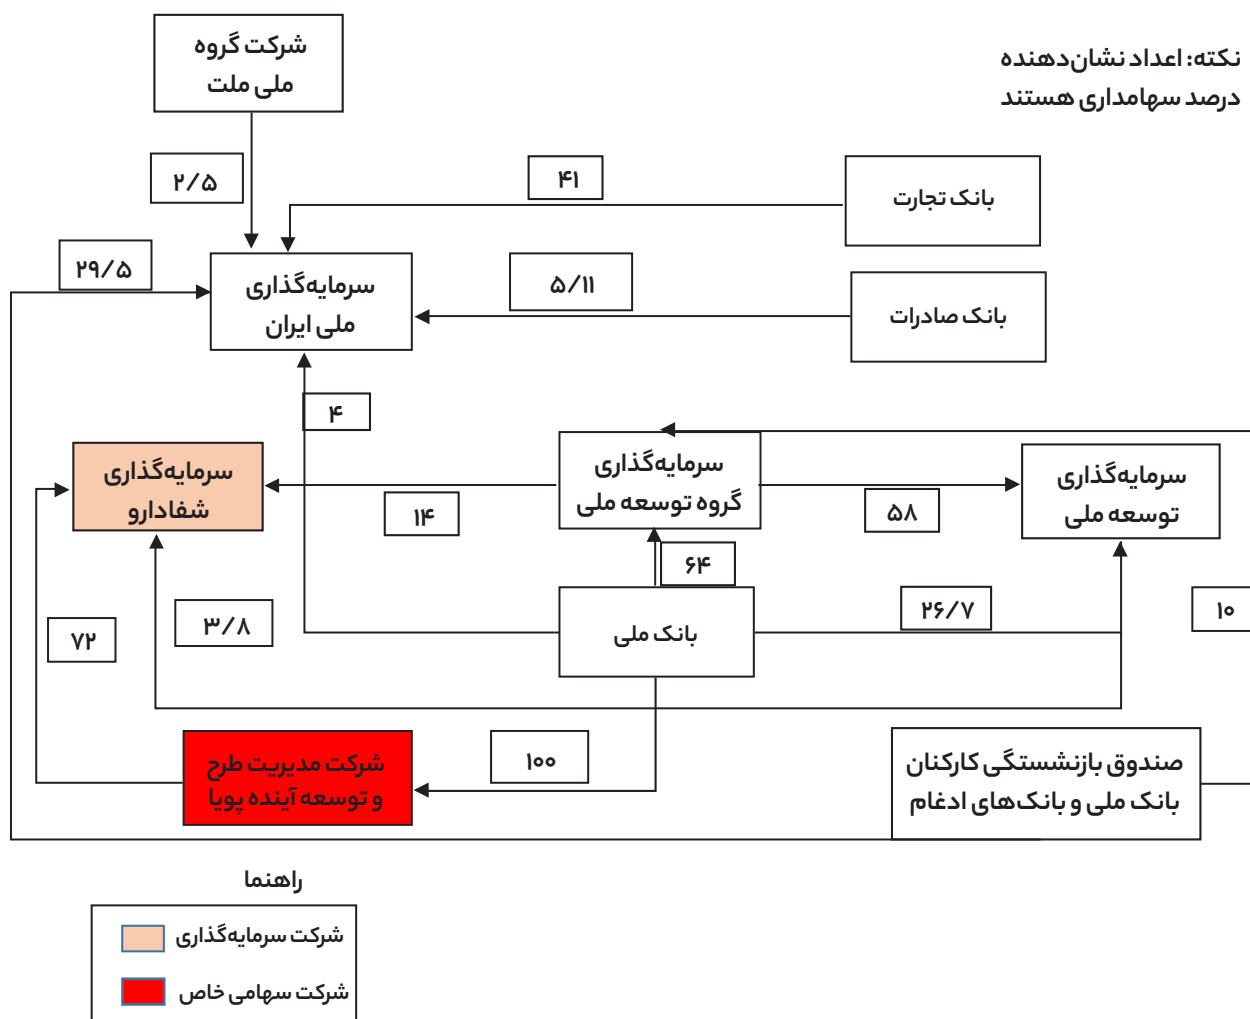 شرکت گروه
ملی ملت
نکته: اعداد نشان‌دهنده
درصد سهامداری هستند
۲/۵
۴۱
بانک تجارت
۲۹/۵
سرمایه‌گذاری
ملی ایران
۵/۱۱
بانک صادرات
۴
سرمایه‌گذاری
شفادارو
۱۴
سرمایه‌گذاری
گروه توسعه ملی
۵۸
سرمایه‌گذاری
توسعه ملی
۶۴
۷۲
۳/۸
بانک ملی
۲۶/۷
۱۰
شرکت مدیریت طرح
و توسعه آینده پویا
۱۰۰
صندوق بازنشستگی کارکنان
بانک ملی و بانک‌های ادغام
راهنما
شرکت سرمایه‌گذاری
شرکت سهامی خاص